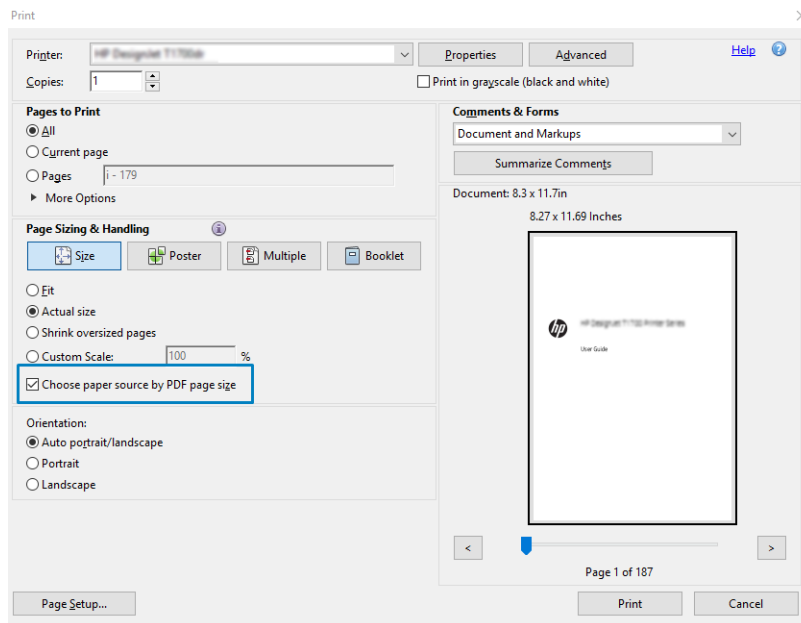 Print
Printer:
Properties
Advanced
Help
Copies:
1
Print in grayscale (black and white)
Pages to Print
All
Current page
Pages
i - 179
More Options
Comments & Forms
Document and Markups
Summarize Comments
Page Sizing & Handling
Size
Poster
Multiple
Booklet
Fit
Actual size
Shrink oversized pages
Custom Scale:
100
%
Choose paper source by PDF page size
Orientation:
Auto portrait/landscape
Portrait
Landscape
Document: 8.3 x 11.7in
8.27 x 11.69 Inches
hp
User Guide
<
>
Page 1 of 187
Page Setup...
Print
Cancel